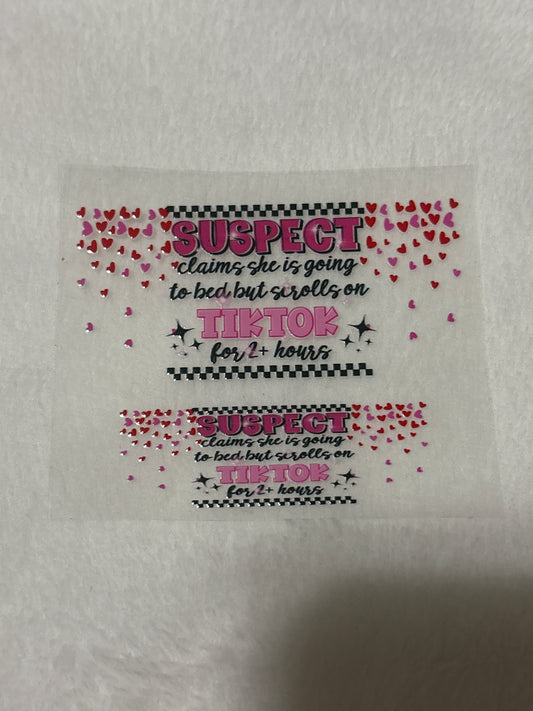 SUSPECT
claims she is going
to bed but scrolls on
TIKTOK
for 2+ hours
SUSPECT
claims she is going
to bed but scrolls on
TIKTOK
for 2+ hours